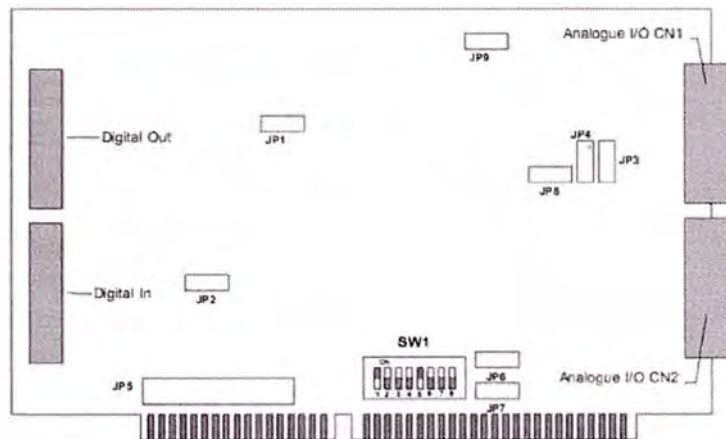 Analogue I/O CN1
JP9
Digital Out
JP1
JP4
JP3
JP8
Digital In
JP2
SW1
ON
1 2 3 4 5 6 7 8
JP5
JP6
Analogue I/O CN2
JP7